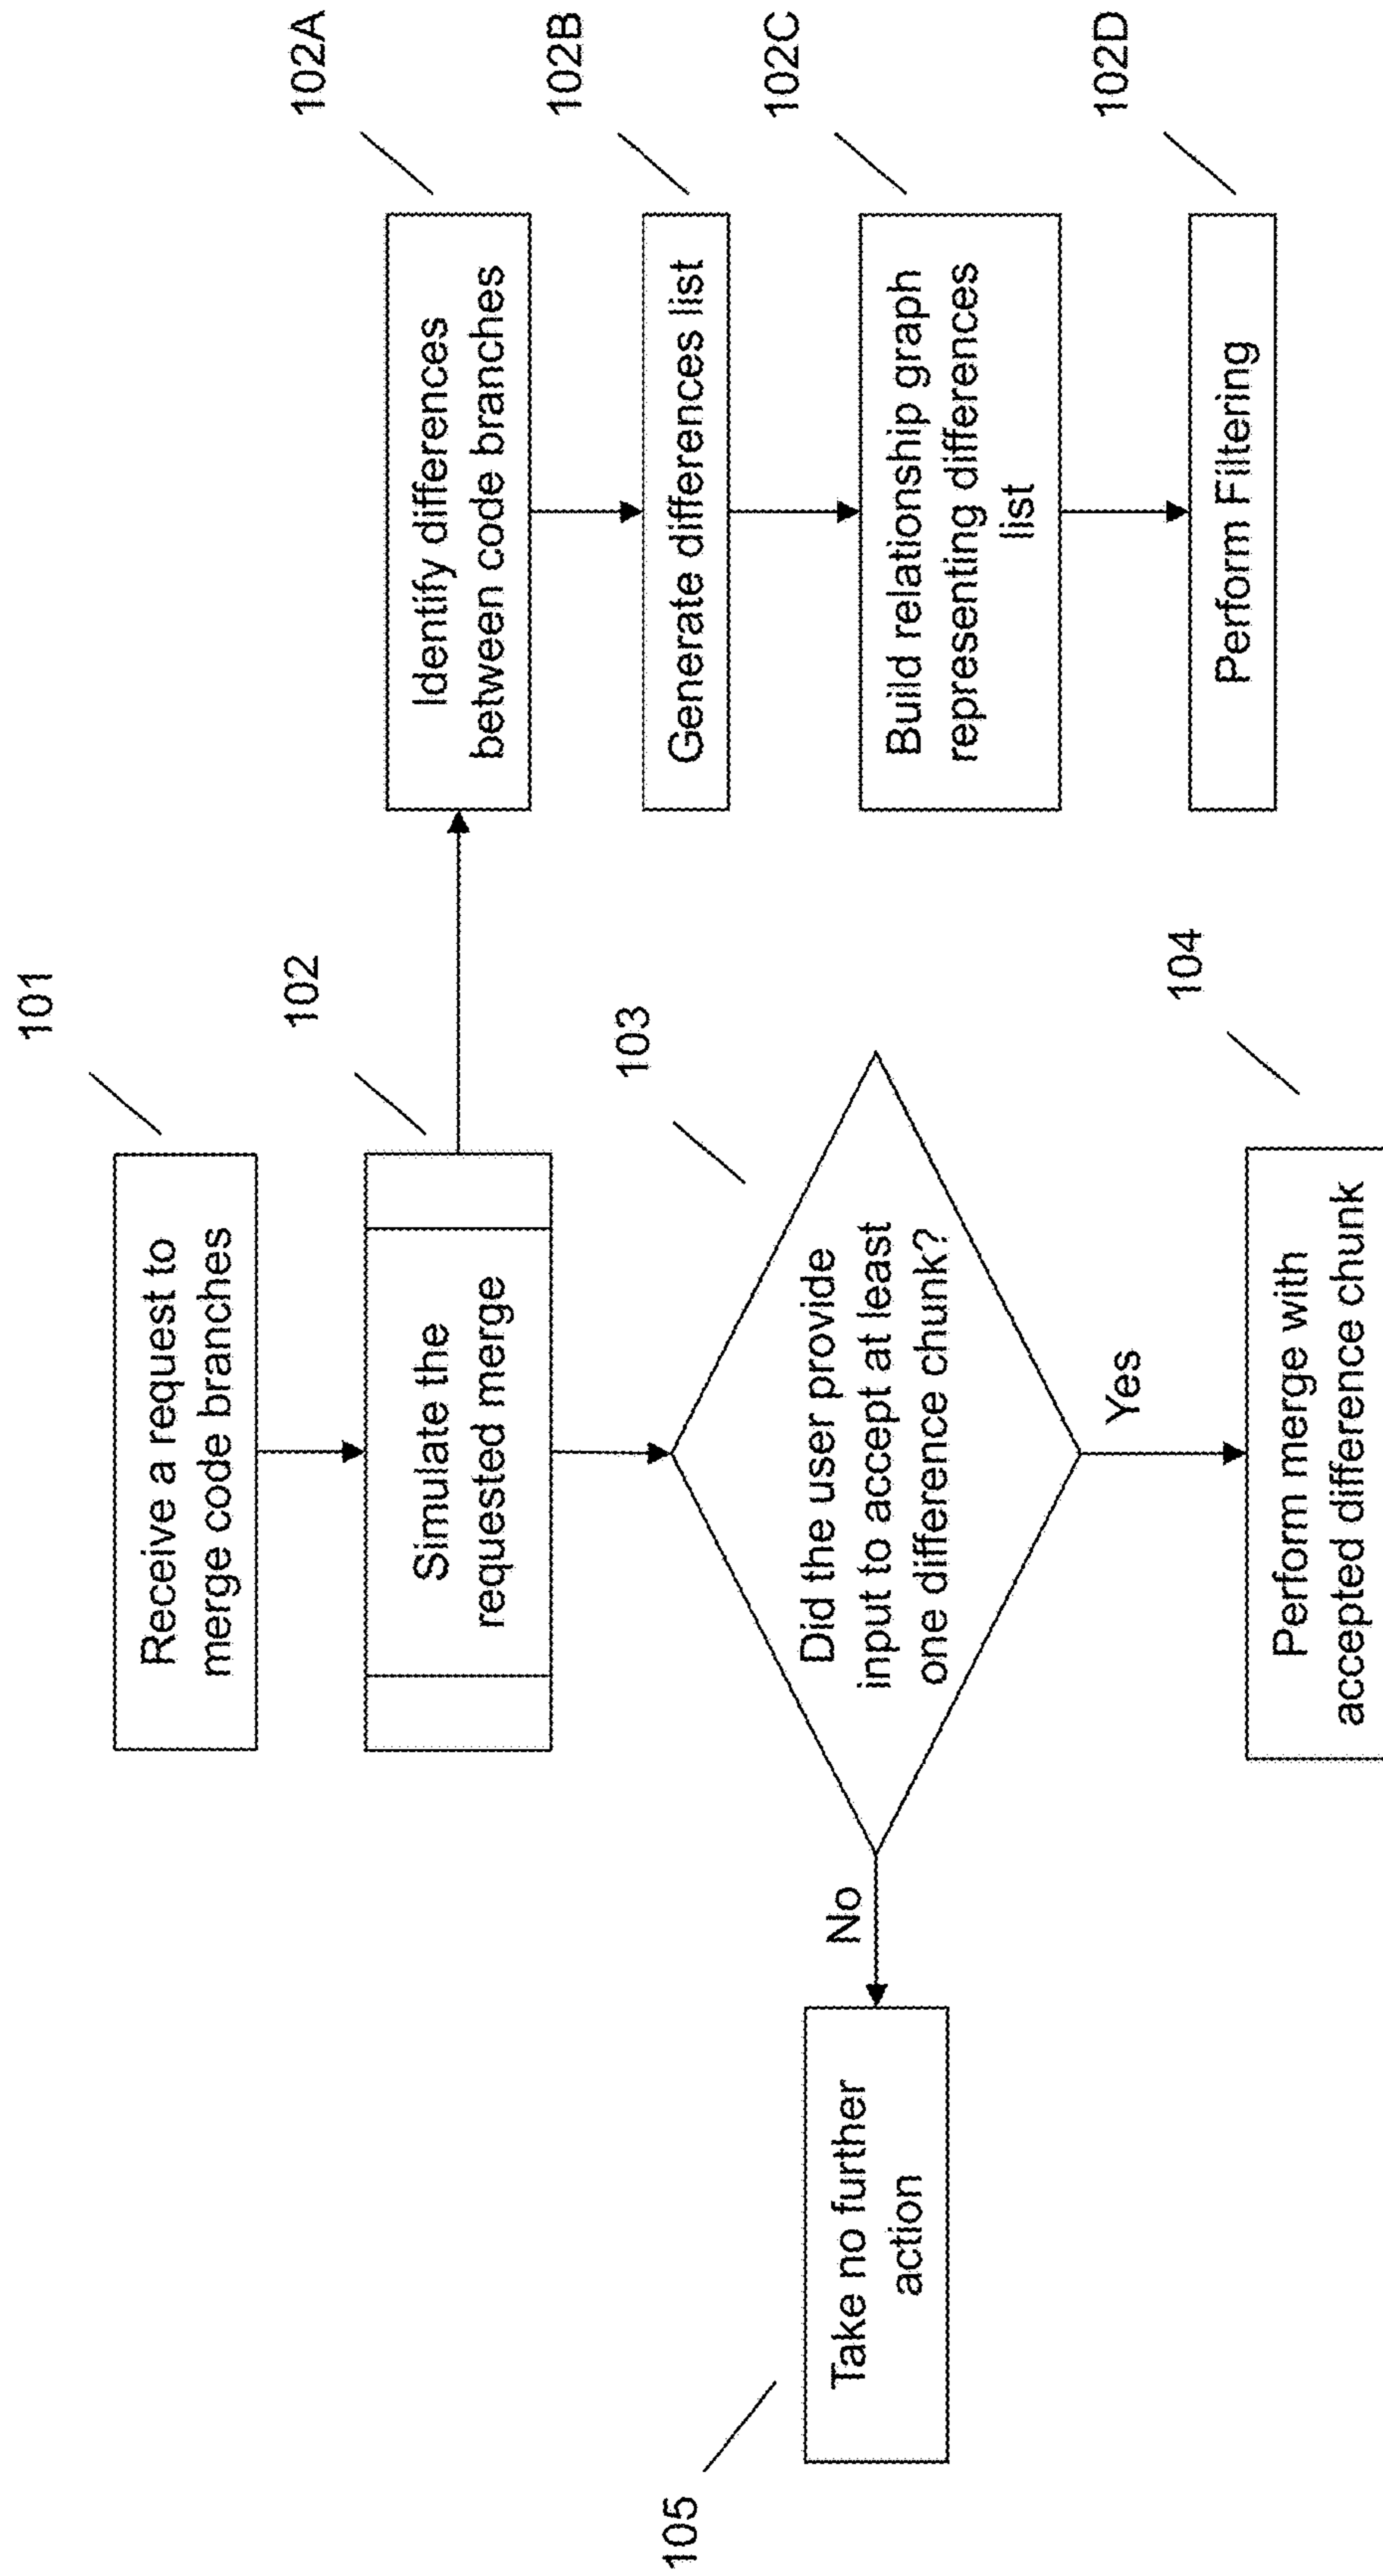 101
Receive a request to
merge code branches
102
Simulate the
requested merge
102A
Identify differences
between code branches
102B
Generate differences list
102C
Build relationship graph
representing differences
list
102D
Perform Filtering
103
Did the user provide
input to accept at least
one difference chunk?
No
105
Take no further
action
Yes
104
Perform merge with
accepted difference chunk